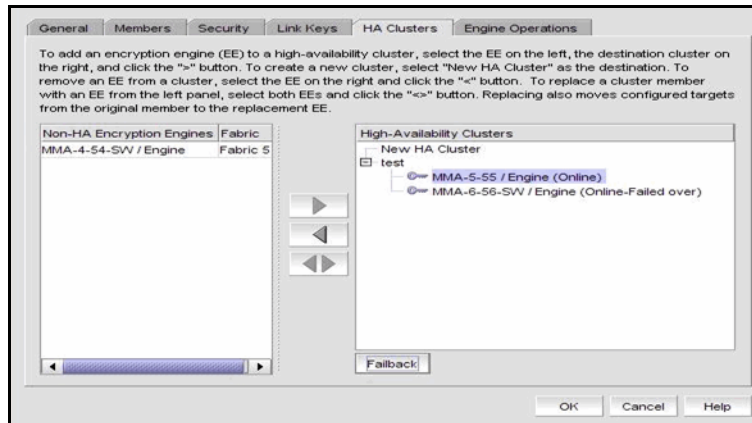 General Members Security Link Keys HA Clusters Engine Operations
To add an encryption engine (EE) to a high-availability cluster, select the EE on the left, the destination cluster on
the right, and click the ">" button. To create a new cluster, select "New HA Cluster" as the destination. To
remove an EE from a cluster, select the EE on the right and click the "<" button. To replace a cluster member
with an EE from the left panel, select both EEs and click the "<>" button. Replacing also moves configured targets
from the original member to the replacement EE.
Non-HA Encryption Engines Fabric
MMA-4-54-SW / Engine Fabric 5
High-Availability Clusters
New HA Cluster
test
MMA-5-55 / Engine (Online)
MMA-6-56-SW / Engine (Online-Failed over)
Failback
OK Cancel Help